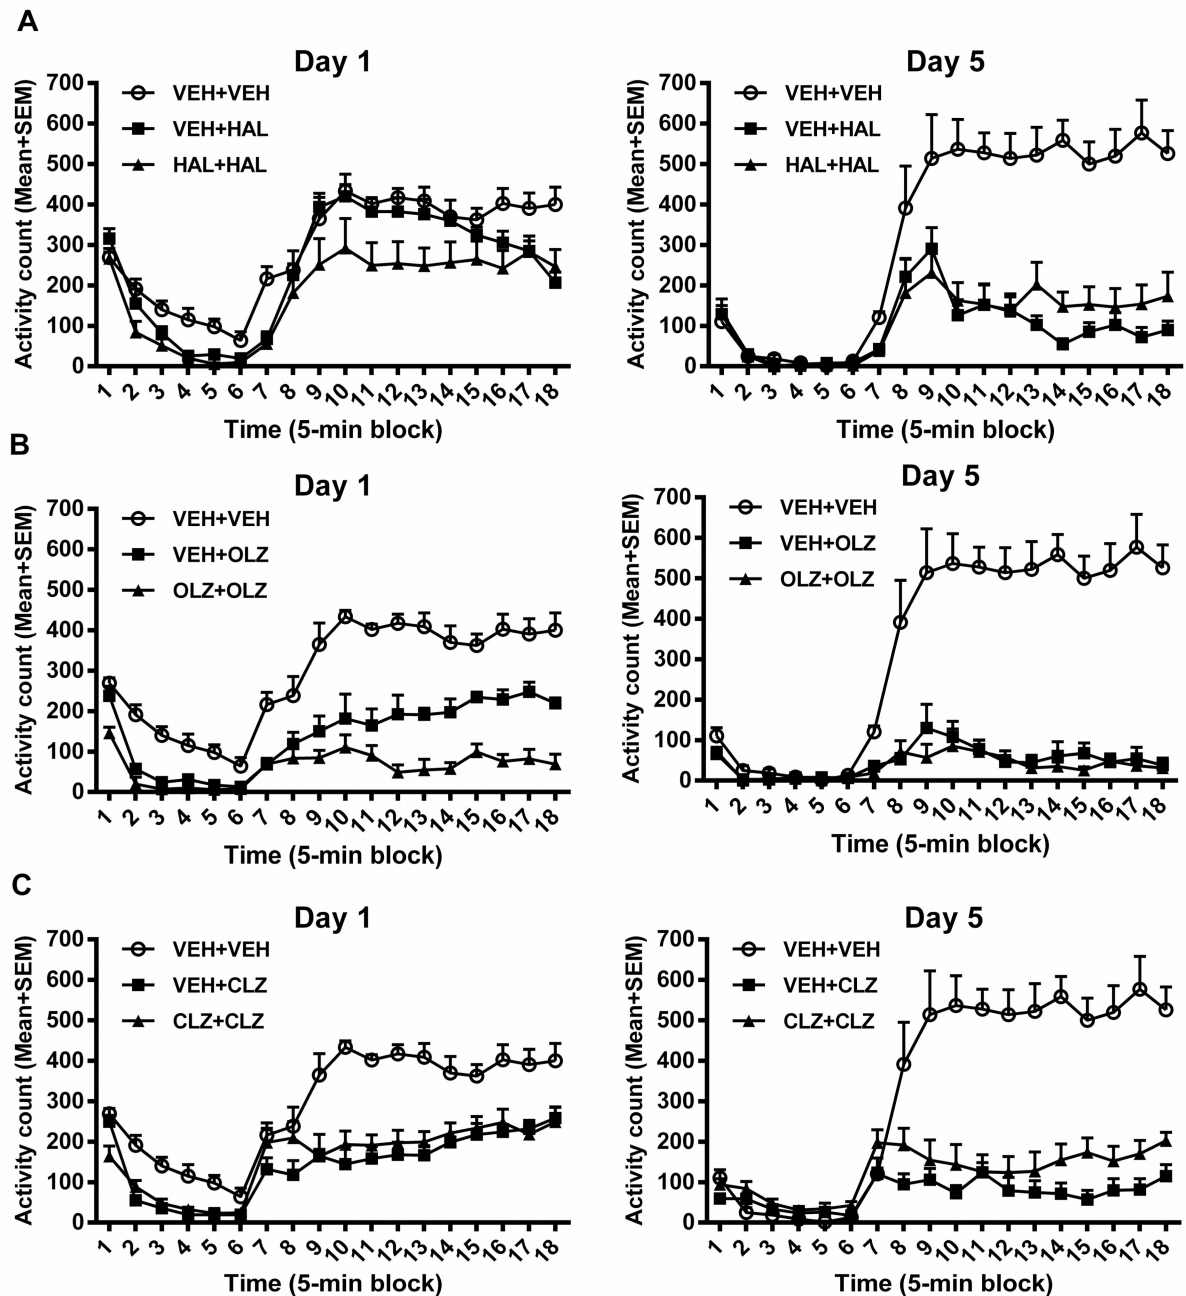 A
Day 1
Activity count (Mean+SEM)
700
600
500
400
300
200
100
0
VEH+VEH
VEH+HAL
HAL+HAL
1 2 3 4 5 6 7 8 9 10 11 12 13 14 15 16 17 18
Time (5-min block)
Day 5
Activity count (Mean+SEM)
700
600
500
400
300
200
100
0
VEH+VEH
VEH+HAL
HAL+HAL
1 2 3 4 5 6 7 8 9 10 11 12 13 14 15 16 17 18
Time (5-min block)
B
Day 1
Activity count (Mean+SEM)
700
600
500
400
300
200
100
0
VEH+VEH
VEH+OLZ
OLZ+OLZ
1 2 3 4 5 6 7 8 9 10 11 12 13 14 15 16 17 18
Time (5-min block)
Day 5
Activity count (Mean+SEM)
700
600
500
400
300
200
100
0
VEH+VEH
VEH+OLZ
OLZ+OLZ
1 2 3 4 5 6 7 8 9 10 11 12 13 14 15 16 17 18
Time (5-min block)
C
Day 1
Activity count (Mean+SEM)
700
600
500
400
300
200
100
0
VEH+VEH
VEH+CLZ
CLZ+CLZ
1 2 3 4 5 6 7 8 9 10 11 12 13 14 15 16 17 18
Time (5-min block)
Day 5
Activity count (Mean+SEM)
700
600
500
400
300
200
100
0
VEH+VEH
VEH+CLZ
CLZ+CLZ
1 2 3 4 5 6 7 8 9 10 11 12 13 14 15 16 17 18
Time (5-min block)